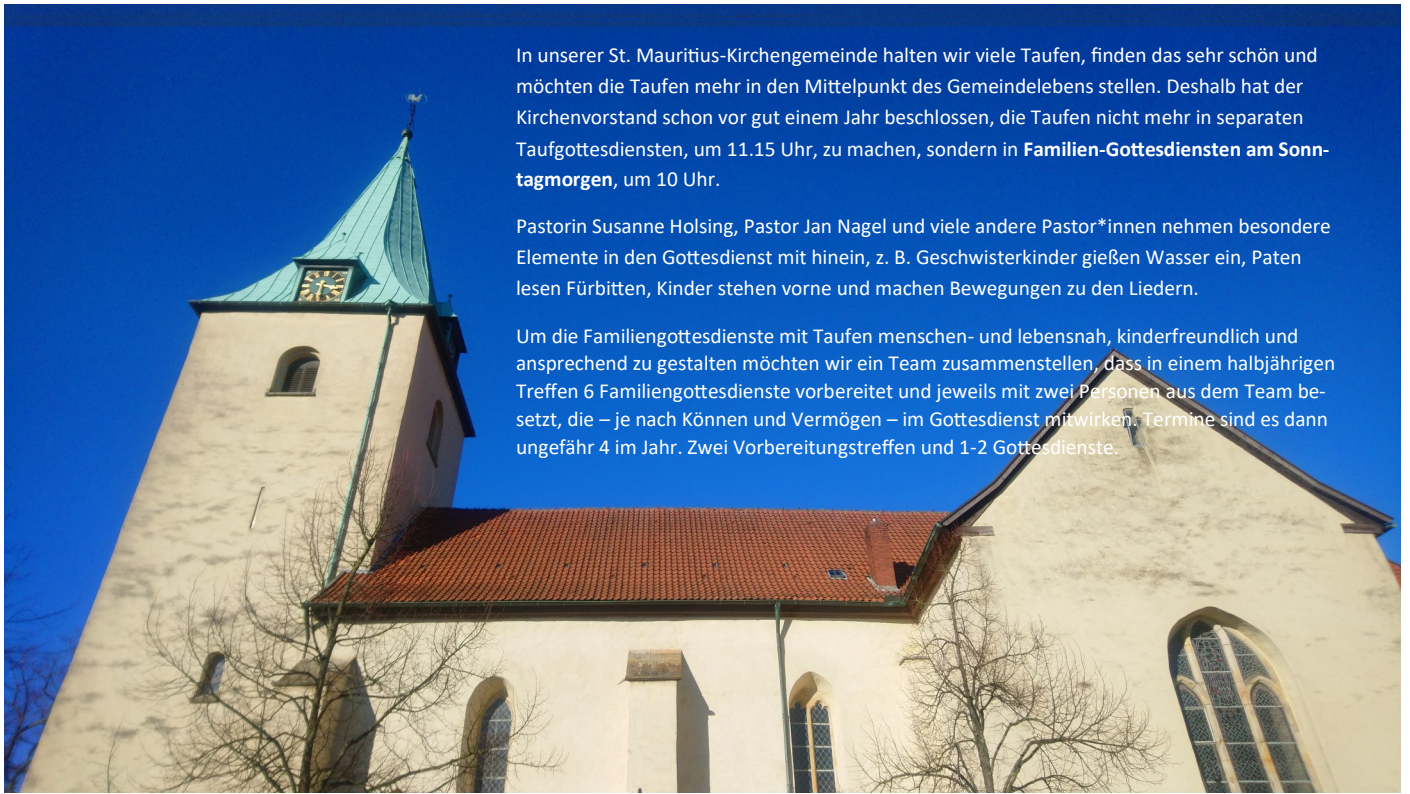 In unserer St. Mauritius-Kirchengemeinde halten wir viele Taufen, finden das sehr schön und
möchten die Taufen mehr in den Mittelpunkt des Gemeindelebens stellen. Deshalb hat der
Kirchenvorstand schon vor gut einem Jahr beschlossen, die Taufen nicht mehr in separaten
Taufgottesdiensten, um 11.15 Uhr, zu machen, sondern in Familien-Gottesdiensten am Sonn-
tagmorgen, um 10 Uhr.
Pastorin Susanne Holsing, Pastor Jan Nagel und viele andere Pastor*innen nehmen besondere
Elemente in den Gottesdienst mit hinein, z. B. Geschwisterkinder gießen Wasser ein, Paten
lesen Fürbitten, Kinder stehen vorne und machen Bewegungen zu den Liedern.
Um die Familiengottesdienste mit Taufen menschen- und lebensnah, kinderfreundlich und
ansprechend zu gestalten möchten wir ein Team zusammenstellen, dass in einem halbjährigen
Treffen 6 Familiengottesdienste vorbereitet und jeweils mit zwei Personen aus dem Team be-
setzt, die – je nach Können und Vermögen – im Gottesdienst mitwirken. Termine sind es dann
ungefähr 4 im Jahr. Zwei Vorbereitungstreffen und 1-2 Gottesdienste.